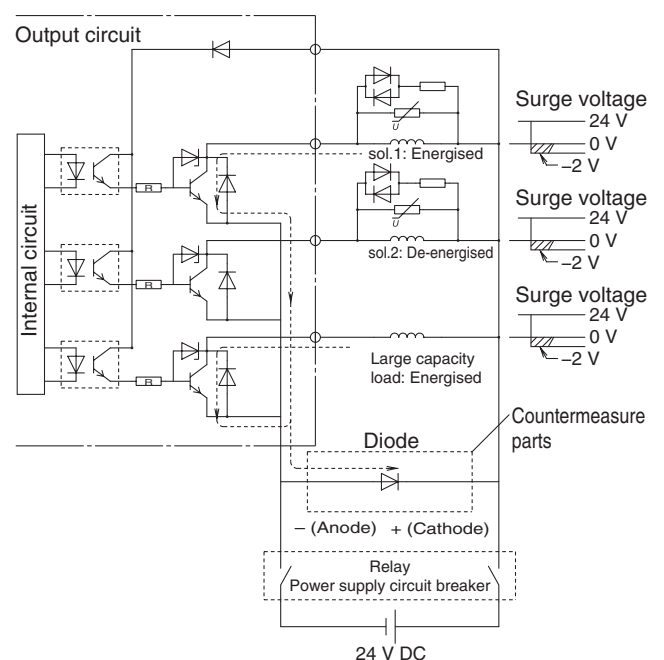 Output circuit
Internal circuit
R
R
R
U
sol.1: Energised
U
sol.2: De-energised
Large capacity
load: Energised
Surge voltage
24 V
0 V
–2 V
Surge voltage
24 V
0 V
–2 V
Surge voltage
24 V
0 V
–2 V
Countermeasure
parts
Diode
– (Anode) + (Cathode)
Relay
Power supply circuit breaker
24 V DC